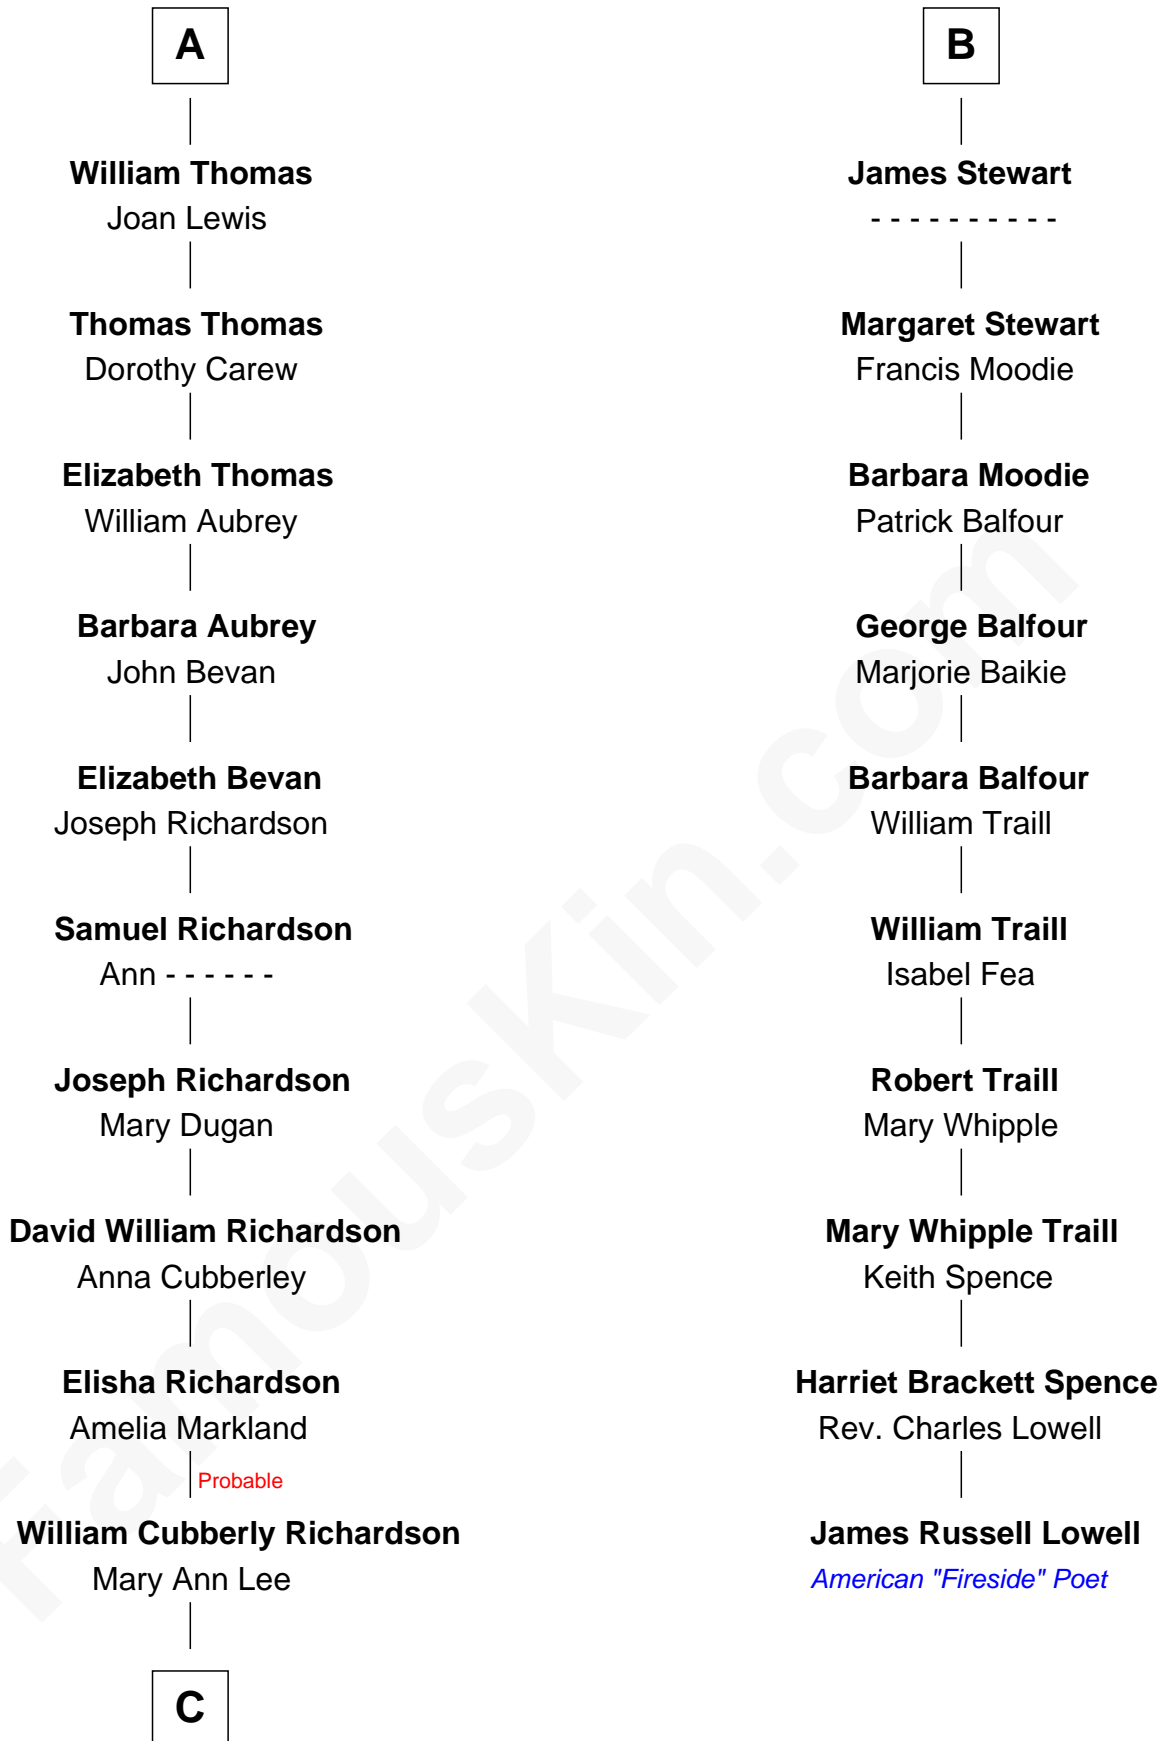 A
William Thomas
Joan Lewis
Thomas Thomas
Dorothy Carew
Elizabeth Thomas
William Aubrey
Barbara Aubrey
John Bevan
Elizabeth Bevan
Joseph Richardson
Samuel Richardson
Ann - - - - - -
Joseph Richardson
Mary Dugan
David William Richardson
Anna Cubberley
Elisha Richardson
Amelia Markland
Probable
William Cubberly Richardson
Mary Ann Lee
C
B
James Stewart
- - - - - - - - - -
Margaret Stewart
Francis Moodie
Barbara Moodie
Patrick Balfour
George Balfour
Marjorie Baikie
Barbara Balfour
William Traill
William Traill
Isabel Fea
Robert Traill
Mary Whipple
Mary Whipple Traill
Keith Spence
Harriet Brackett Spence
Rev. Charles Lowell
James Russell Lowell
American "Fireside" Poet
FamousKin.com